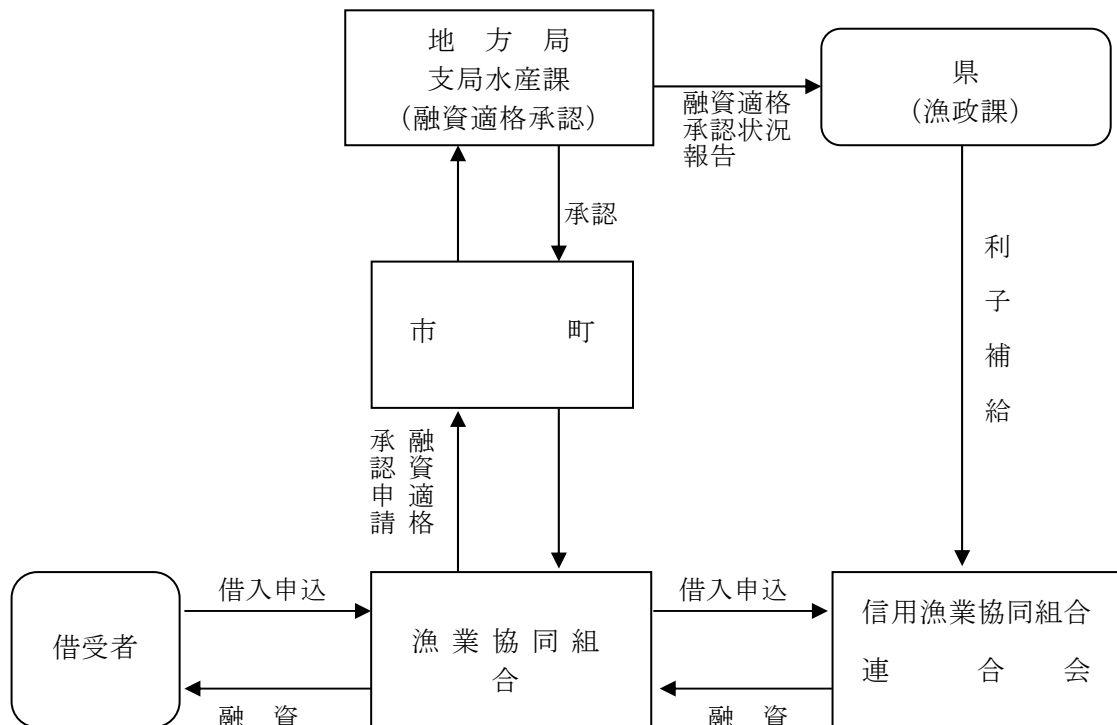 地　方　局
支局水産課
（融資適格承認）
融資適格
承認状況
報告
県
（漁政課）
承認
利子補給
市　　　町
融資適格
承認申請
借入申込
借入申込
借受者
漁業協同組
合
信用漁業協同組合
連　　合　　会
融　資
融　資